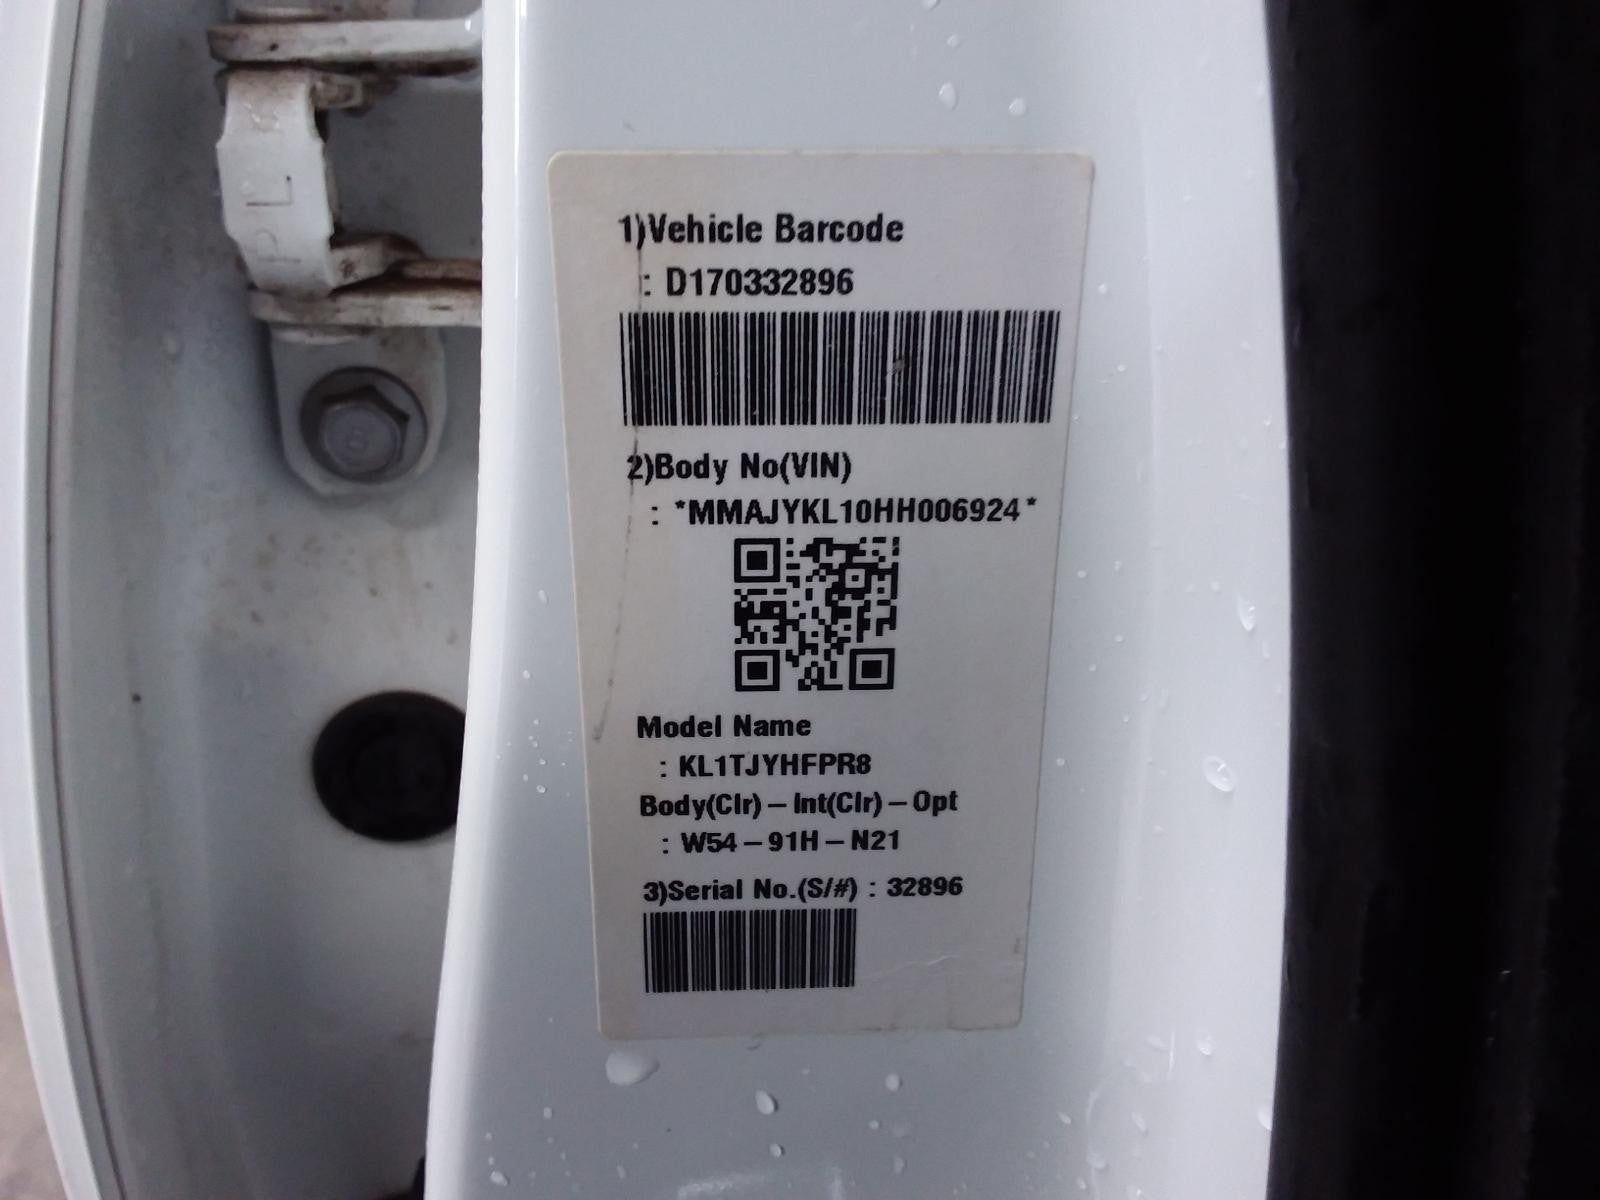 1)Vehicle Barcode
: D170332896
2)Body No(VIN)
: *MMAJYKL10HH006924*
Model Name
: KL1TJYHFPR8
Body(Clr) – Int(Clr) – Opt
: W54 – 91H – N21
3)Serial No.(S/#) : 32896